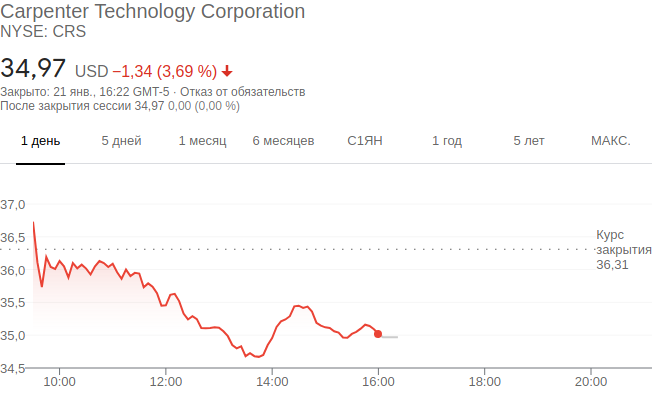 Carpenter Technology Corporation
NYSE: CRS
34,97 USD −1,34 (3,69 %)
Закрыто: 21 янв., 16:22 GMT-5 · Отказ от обязательств
После закрытия сессии 34,97 0,00 (0,00 %)
1 день 5 дней 1 месяц 6 месяцев С1ЯН 1 год 5 лет МАКС.
37,0
36,5
Курс
закрытия
36,31
36,0
35,5
35,0
34,5
10:00 12:00 14:00 16:00 18:00 20:00